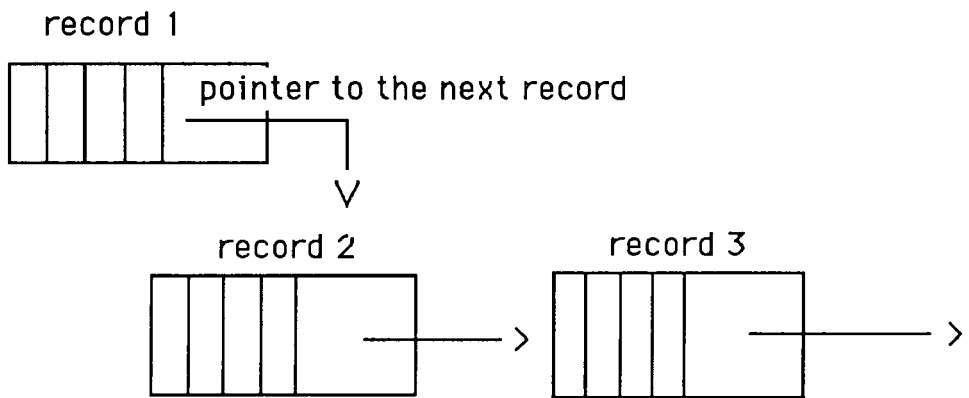 record 1
pointer to the next record
record 2
record 3